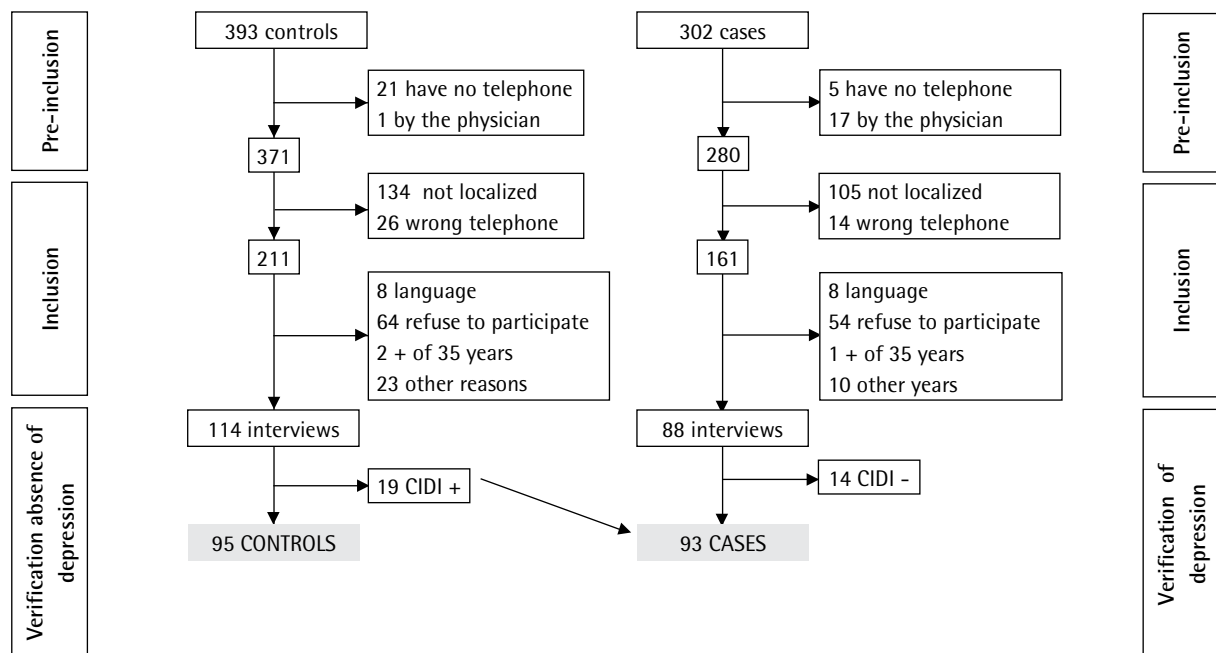 Pre-inclusion
Inclusion
Verification absence of
depression
393 controls
21 have no telephone
1 by the physician
371
134 not localized
26 wrong telephone
211
8 language
64 refuse to participate
2 + of 35 years
23 other reasons
114 interviews
19 CIDI +
95 CONTROLS
302 cases
5 have no telephone
17 by the physician
280
105 not localized
14 wrong telephone
161
8 language
54 refuse to participate
1 + of 35 years
10 other years
88 interviews
14 CIDI -
93 CASES
Pre-inclusion
Inclusion
Verification of
depression